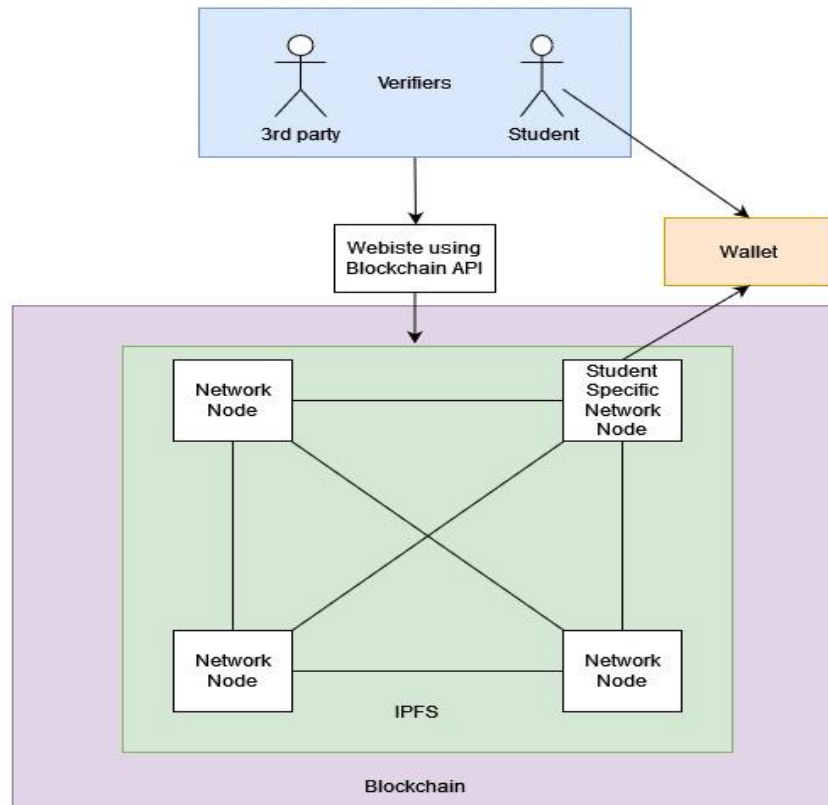 Verifiers
3rd party
Student
Webiste using
Blockchain API
Wallet
Network
Node
Student
Specific
Network
Node
Network
Node
Network
Node
IPFS
Blockchain